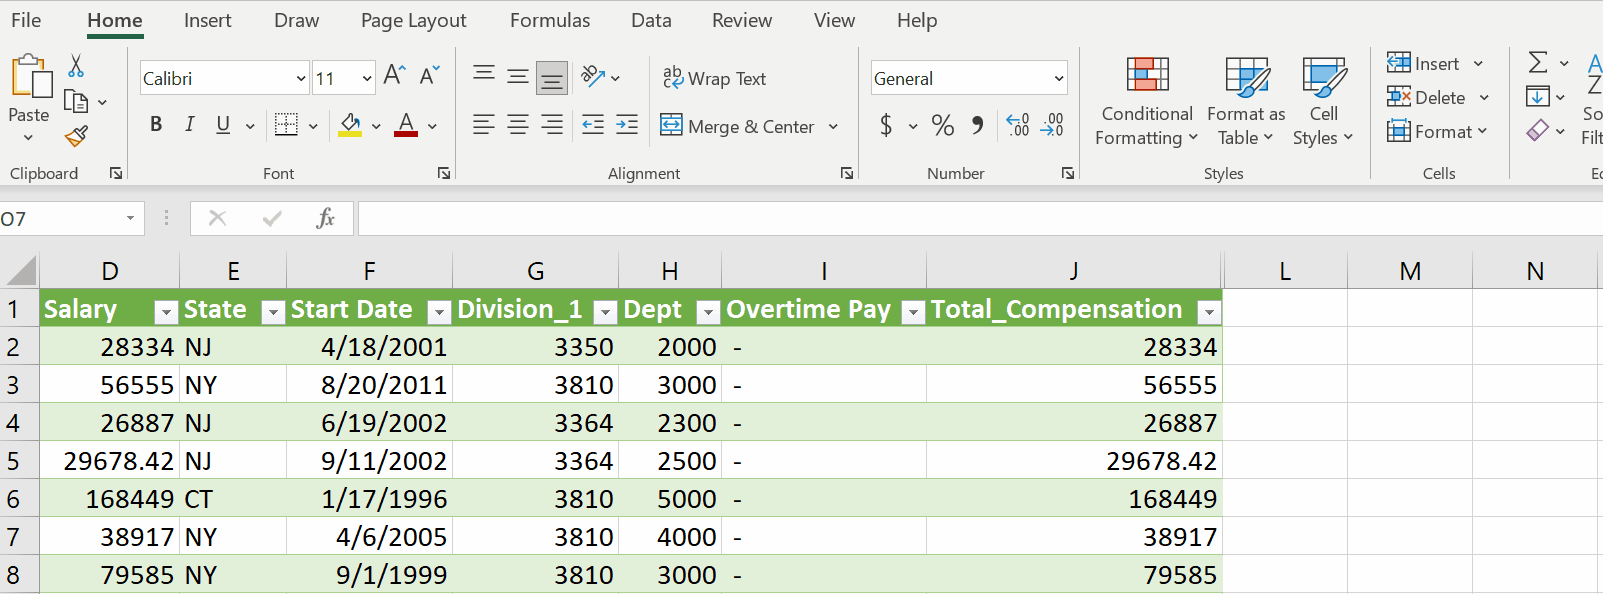 File Home Insert Draw Page Layout Formulas Data Review View Help
Calibri 11 A A ab Wrap Text General Insert Σ
Paste Conditional Format as Cell Delete
B I U A Merge & Center $ % .00 .00 Formatting Table Styles Format
Clipboard Font Alignment Number Styles Cells
O7 fx
D E F G H I J L M N
1 Salary State Start Date Division_1 Dept Overtime Pay Total_Compensation
2 28334 NJ 4/18/2001 3350 2000 - 28334
3 56555 NY 8/20/2011 3810 3000 - 56555
4 26887 NJ 6/19/2002 3364 2300 - 26887
5 29678.42 NJ 9/11/2002 3364 2500 - 29678.42
6 168449 CT 1/17/1996 3810 5000 - 168449
7 38917 NY 4/6/2005 3810 4000 - 38917
8 79585 NY 9/1/1999 3810 3000 - 79585